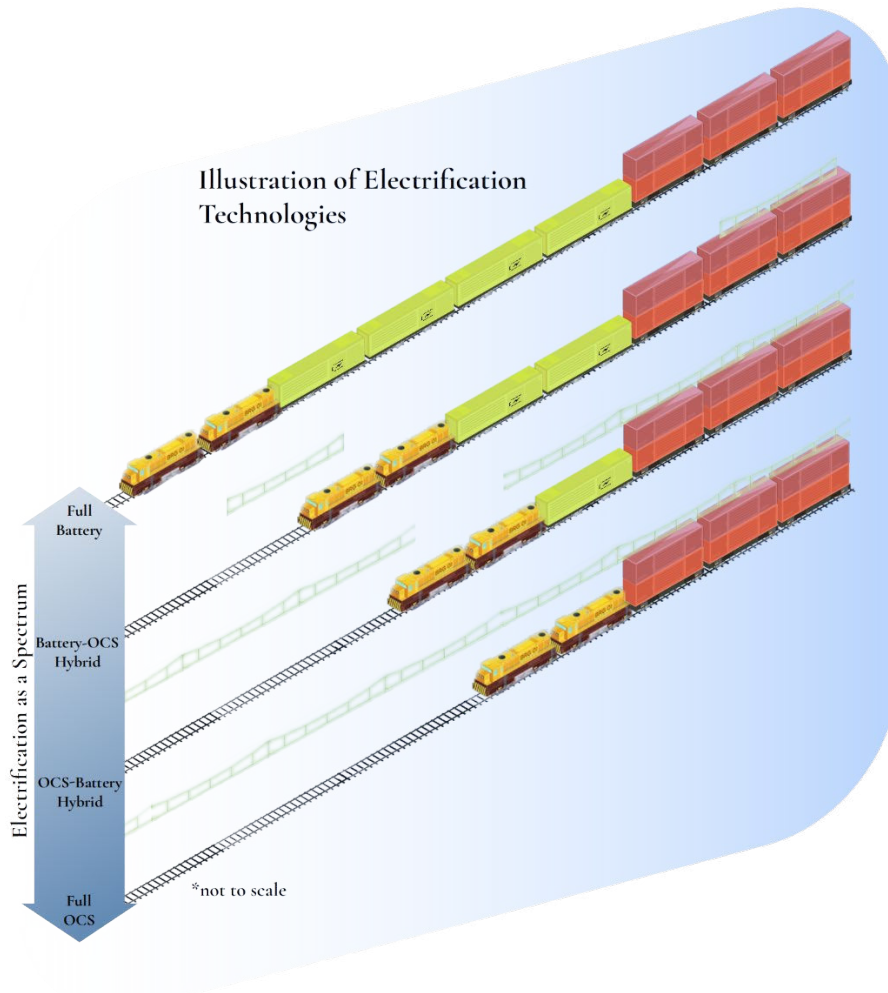 Illustration of Electrification
Technologies
Full
Battery
Battery-OCS
Hybrid
OCS-Battery
Hybrid
Full
OCS
Electrification as a Spectrum
*not to scale